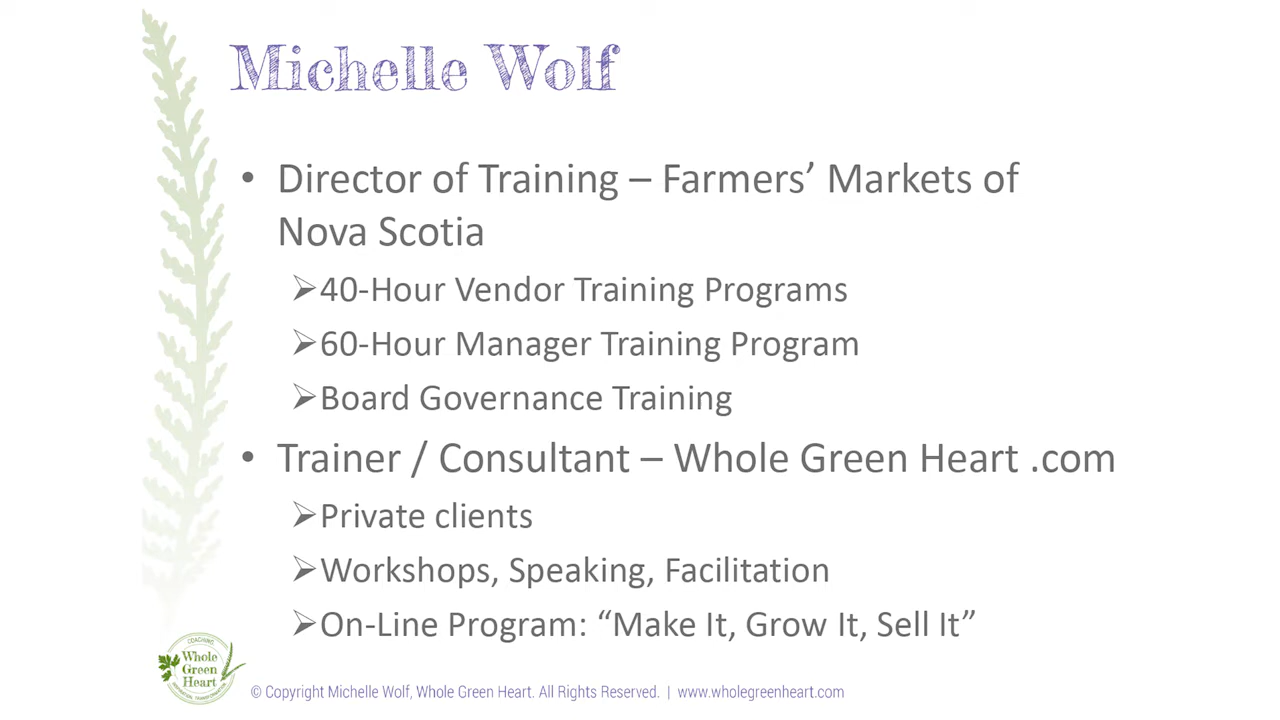 Michelle Wolf
• Director of Training – Farmers’ Markets of
Nova Scotia
➢40-Hour Vendor Training Programs
➢60-Hour Manager Training Program
➢Board Governance Training
• Trainer / Consultant – Whole Green Heart .com
➢Private clients
➢Workshops, Speaking, Facilitation
➢On-Line Program: “Make It, Grow It, Sell It”
COACHING
Whole
Green
Heart
© Copyright Michelle Wolf, Whole Green Heart. All Rights Reserved. | www.wholegreenheart.com